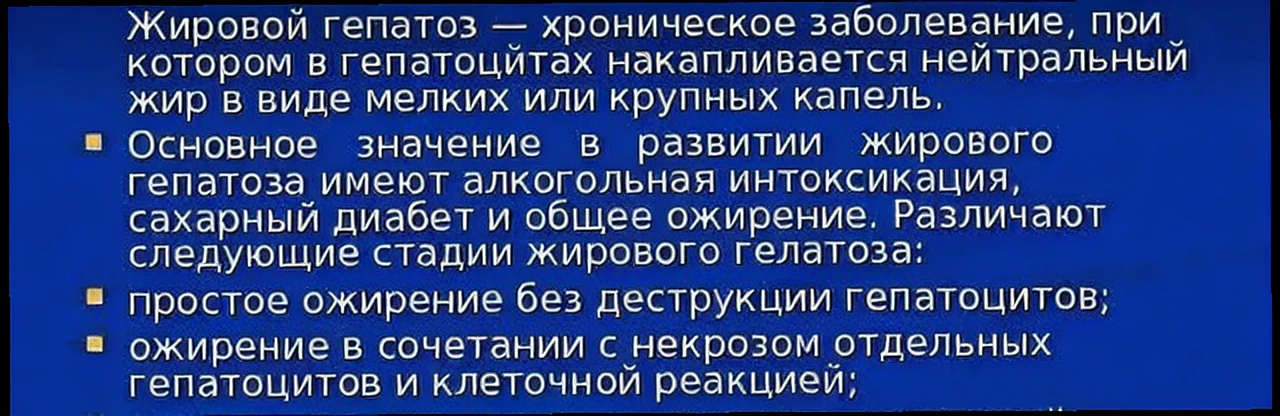 Жировой гепатоз — хроническое заболевание, при
котором в гепатоцйтах накапливается нейтральный
жир в виде мелких или крупных капель.
Основное значение в развитии жирового
гепатоза имеют алкогольная интоксикация,
сахарный диабет и общее ожирение. Различают
следующие стадии жирового гелатоза:
простое ожирение без деструкции гепатоцитов;
ожирение в сочетании с некрозом отдельных
гепатоцитов и клеточной реакцией;